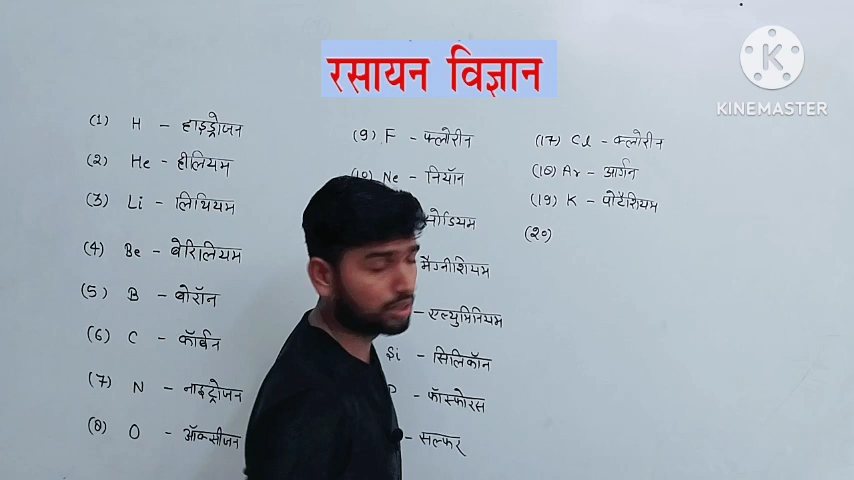 रसायन विज्ञान
KINEMASTER
(1) H - हाइड्रोजन
(2) He - हीलियम
(3) Li - लिथियम
(4) Be - बेरिलियम
(5) B - बोरॉन
(6) C - कॉर्बन
(7) N - नाइट्रोजन
(8) O - ऑक्सीजन
(9) F - फ्लोरीन
(10) Ne - नियॉन
सोडियम
मैग्नीशियम
- एल्युमिनियम
Si - सिलिकॉन
P - फॉस्फोरस
- सल्फर
(17) Cl - क्लोरीन
(18) Ar - आर्गन
(19) K - पोटैशियम
(20)